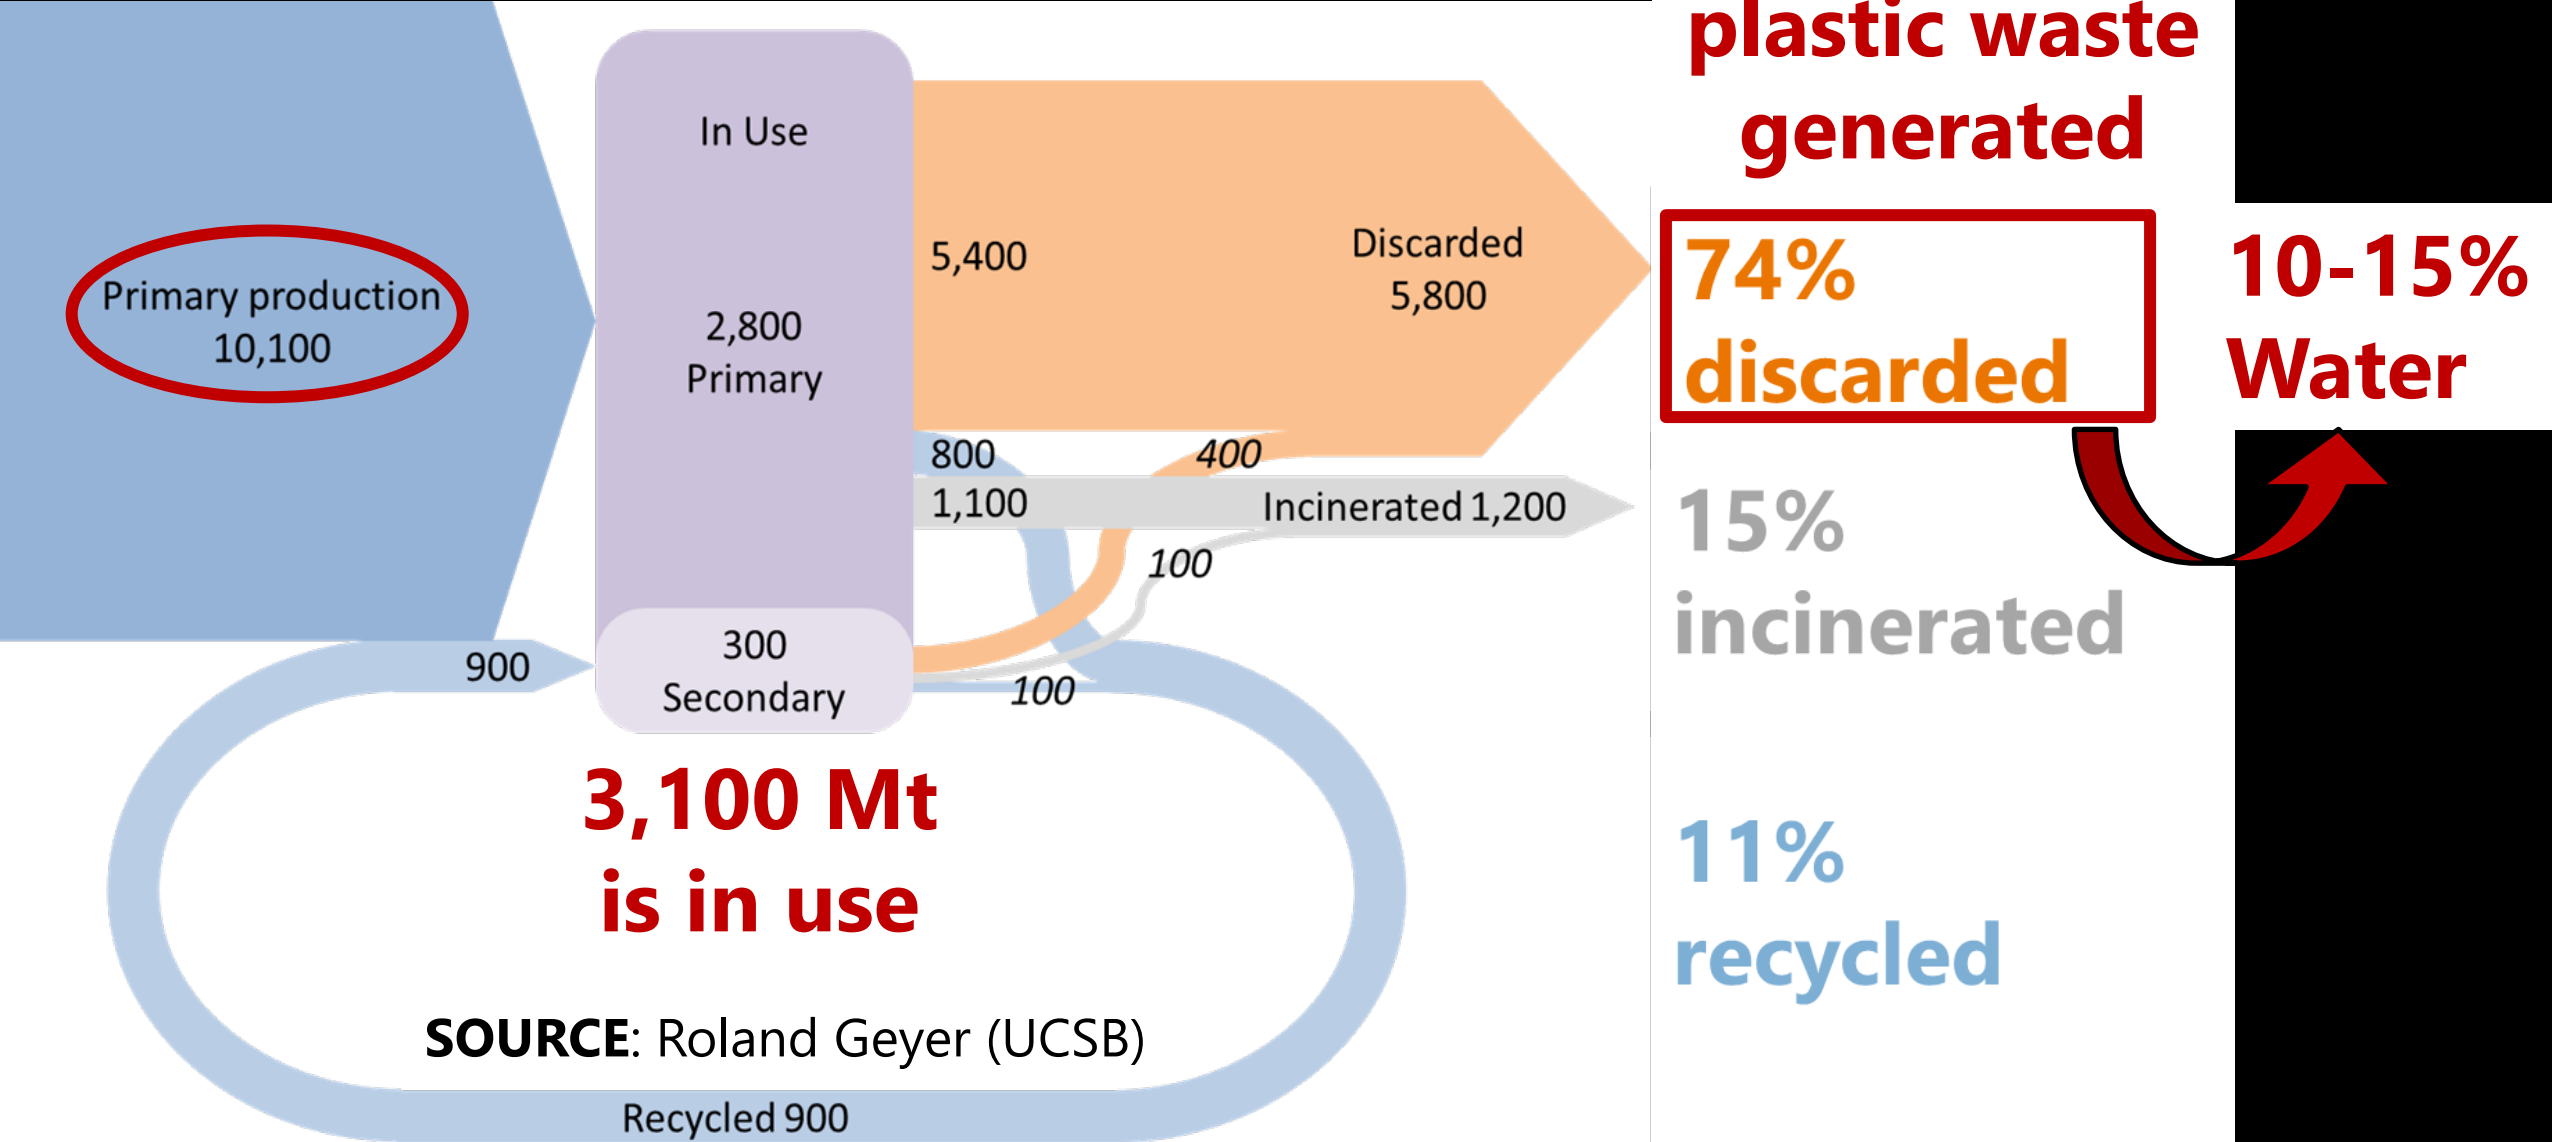 plastic waste
generated
In Use
Primary production
10,100
2,800
Primary
5,400
Discarded
5,800
74%
discarded
10-15%
Water
800
400
1,100
Incinerated 1,200
100
15%
incinerated
900
300
Secondary
100
3,100 Mt
is in use
11%
recycled
SOURCE: Roland Geyer (UCSB)
Recycled 900